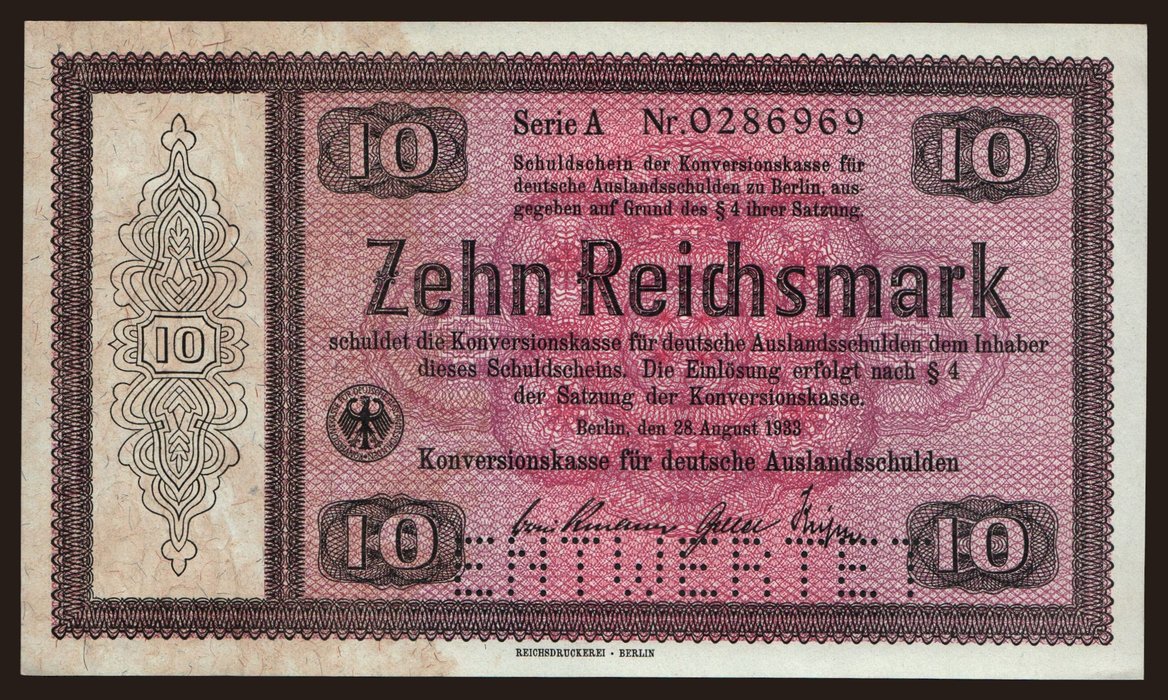 10 Serie A Nr.0286969 10
Schuldschein der Konversionskasse für
deutsche Auslandsschulden zu Berlin, aus-
gegeben auf Grund des § 4 ihrer Satzung.
Zehn Reichsmark
schuldet die Konversionskasse für deutsche Auslandsschulden dem Inhaber
10
dieses Schuldscheins. Die Einlösung erfolgt nach § 4
der Satzung der Konversionskasse.
Berlin, den 28. August 1933
Konversionskasse für deutsche Auslandsschulden
10 10
ENTWERTET
REICHSDRUCKEREI · BERLIN